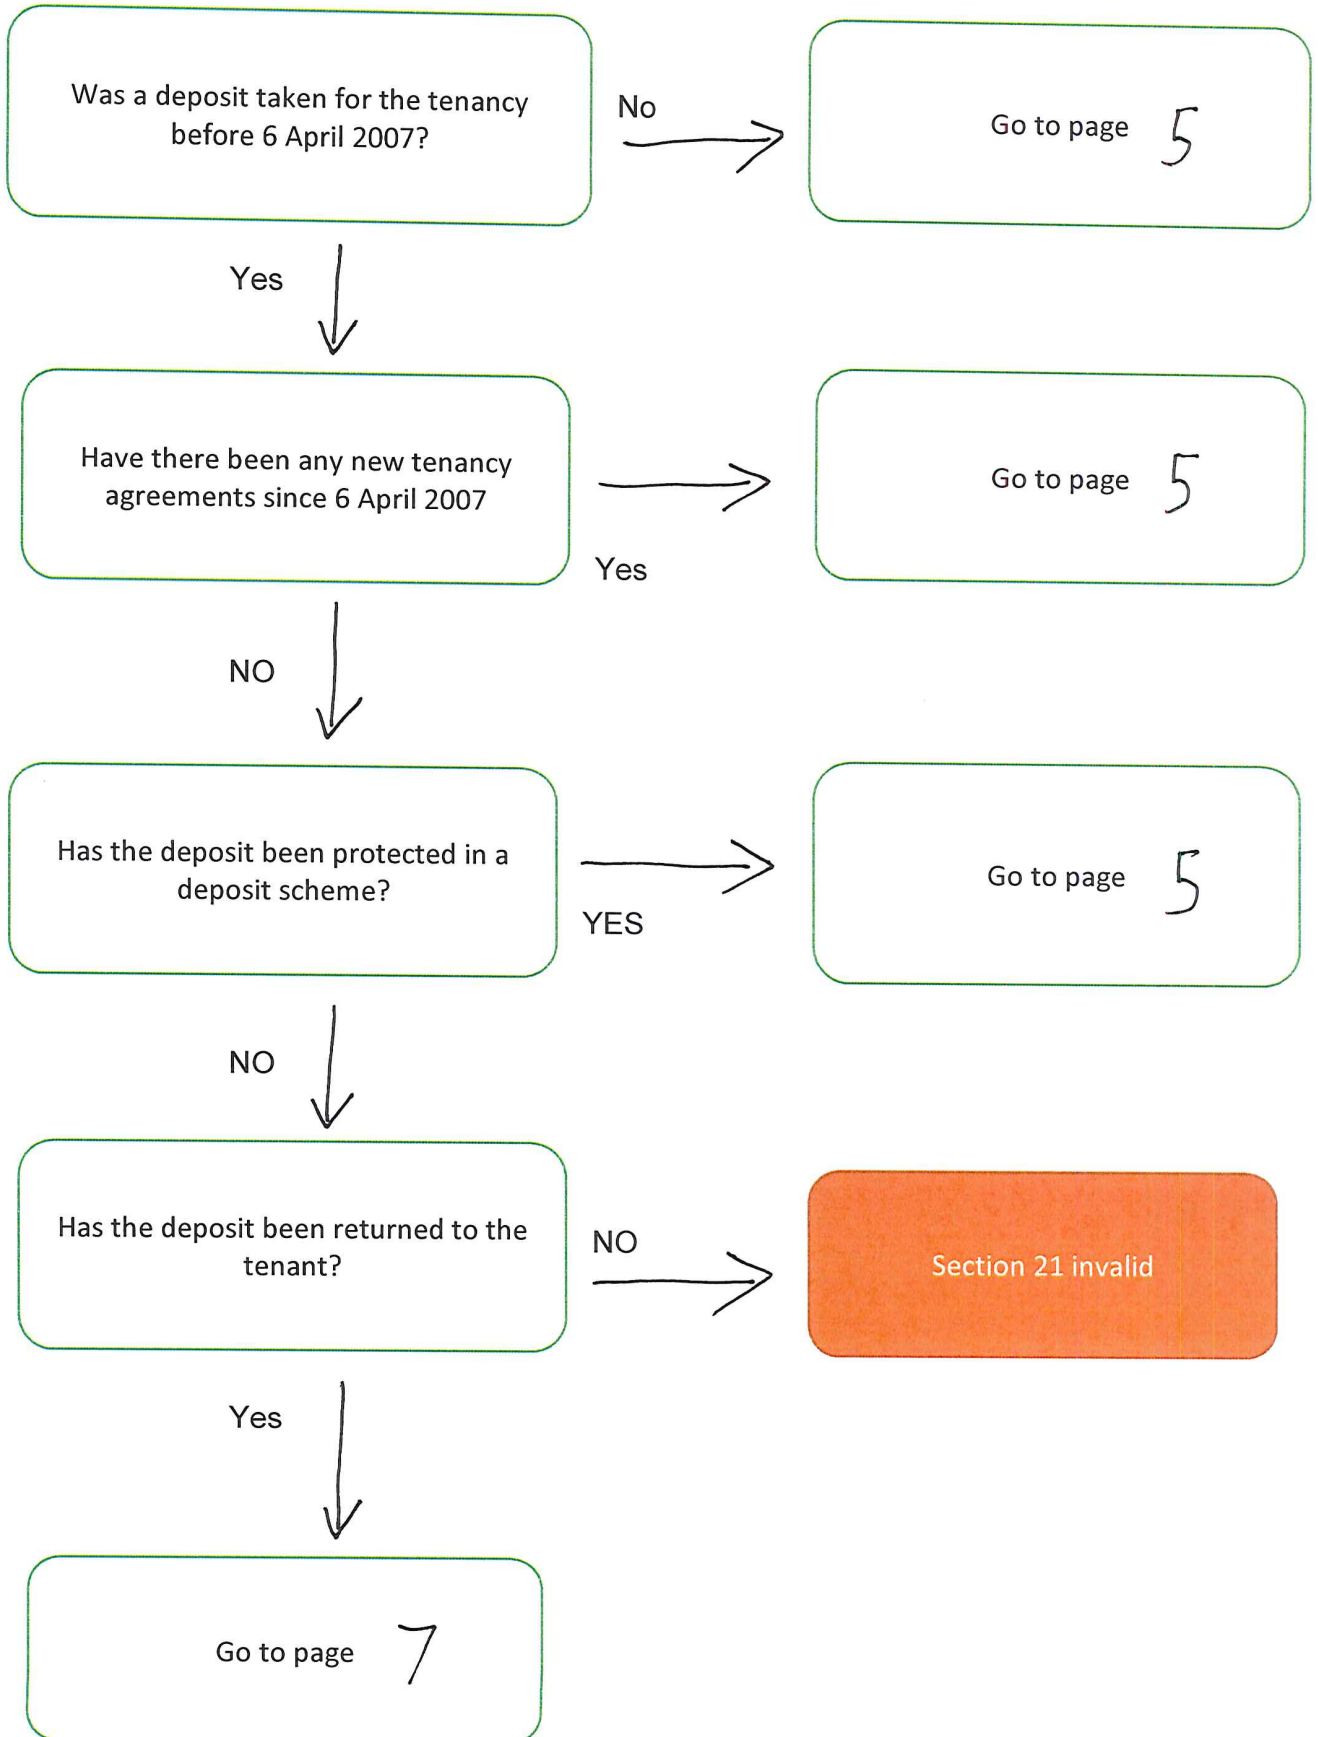 Was a deposit taken for the tenancy
before 6 April 2007?
No
Go to page 5
Yes
Have there been any new tenancy
agreements since 6 April 2007
Yes
Go to page 5
NO
Has the deposit been protected in a
deposit scheme?
YES
Go to page 5
NO
Has the deposit been returned to the
tenant?
NO
Section 21 invalid
Yes
Go to page 7